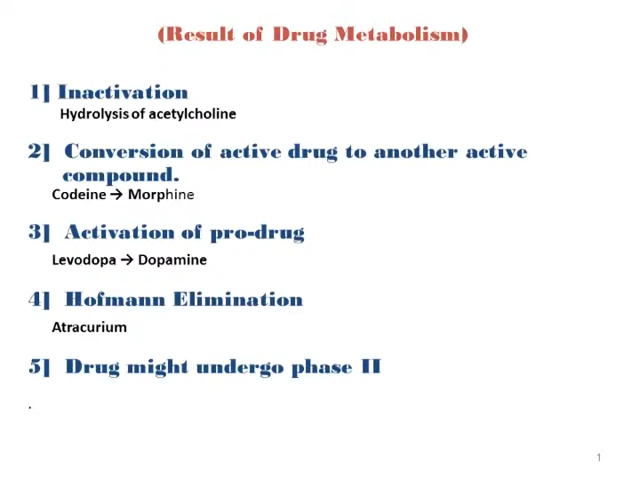 (Result of Drug Metabolism)
1] Inactivation
Hydrolysis of acetylcholine
2] Conversion of active drug to another active
compound.
Codeine → Morphine
3] Activation of pro-drug
Levodopa → Dopamine
4] Hofmann Elimination
Atracurium
5] Drug might undergo phase II
.
1